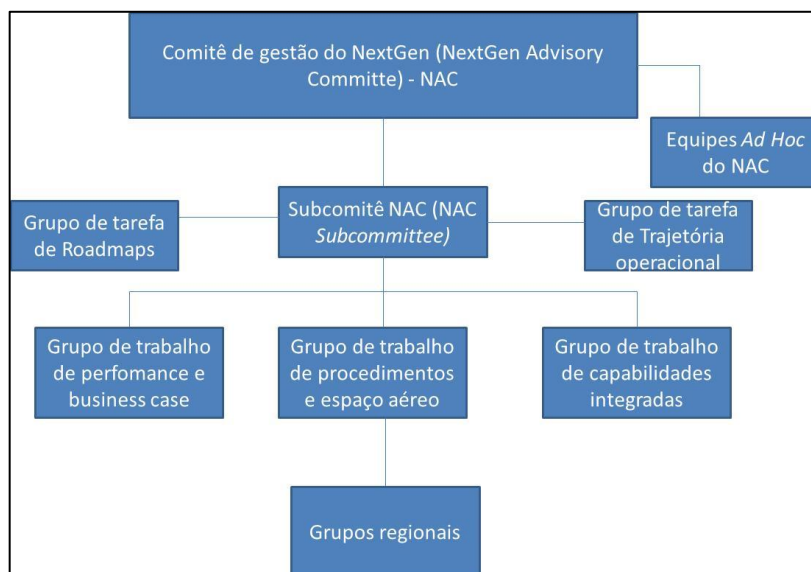 Comitê de gestão do NextGen (NextGen Advisory
Committe) - NAC
Equipes Ad Hoc
do NAC
Grupo de tarefa
de Roadmaps
Subcomitê NAC (NAC
Subcommittee)
Grupo de tarefa
de Trajetória
operacional
Grupo de trabalho
de perfomance e
business case
Grupo de trabalho
de procedimentos
e espaço aéreo
Grupo de trabalho
de capabilidades
integradas
Grupos regionais